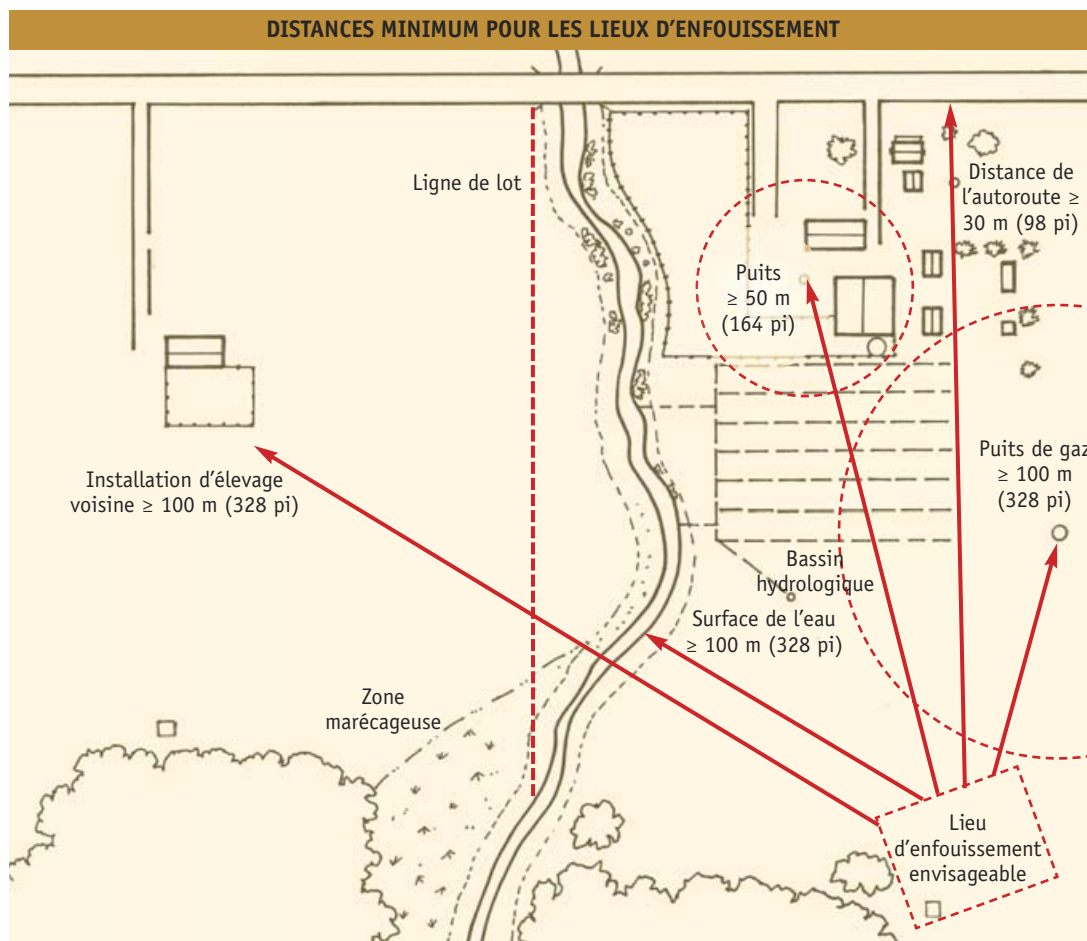 DISTANCES MINIMUM POUR LES LIEUX D'ENFOUISSEMENT
Ligne de lot
Distance de
l'autoroute ≥
30 m (98 pi)
Puits
≥ 50 m
(164 pi)
Puits de gaz
≥ 100 m
(328 pi)
Installation d'élevage
voisine ≥ 100 m (328 pi)
Bassin
hydrologique
Surface de l'eau
≥ 100 m (328 pi)
Zone
marécageuse
Lieu
d'enfouissement
envisageable